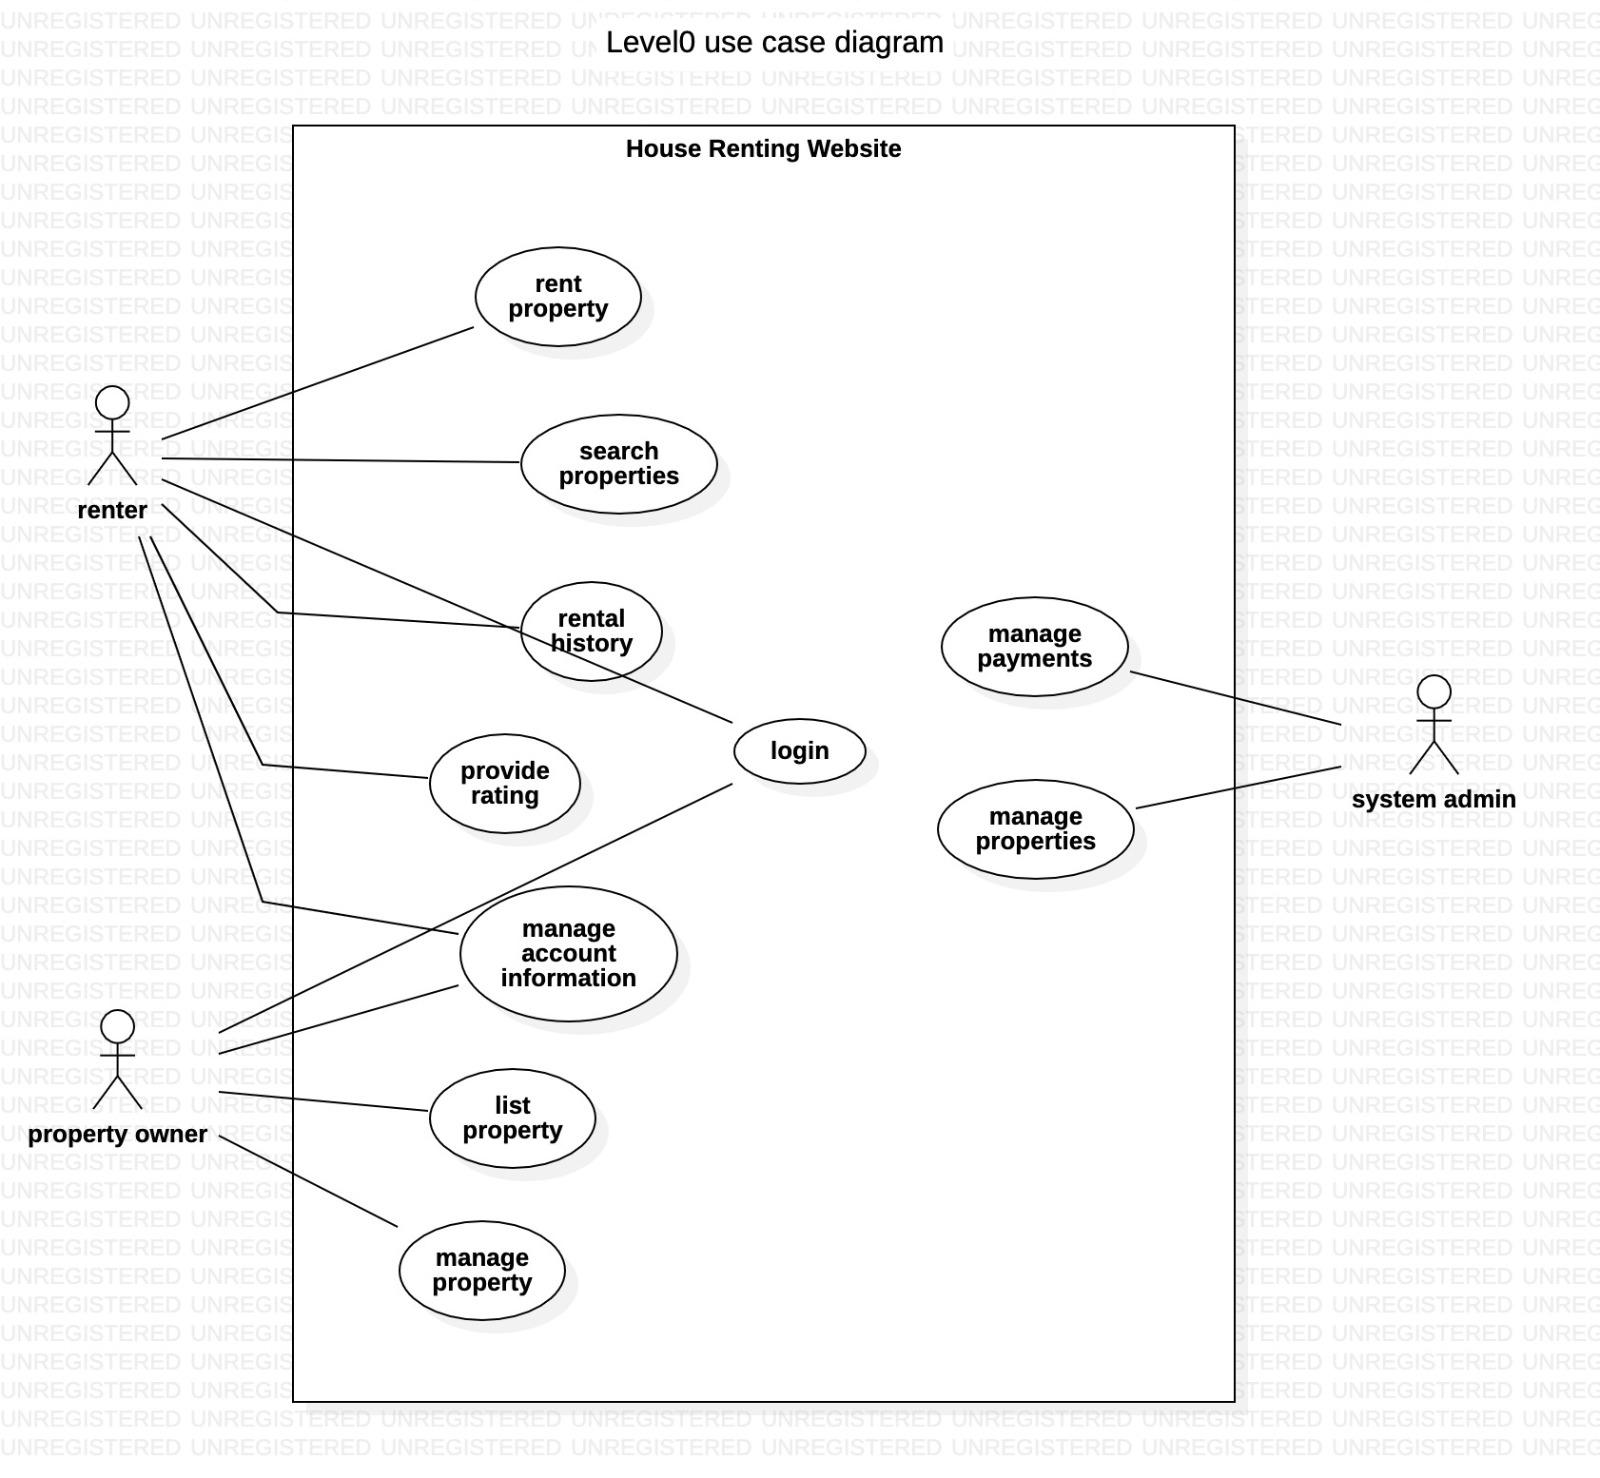 Level0 use case diagram
House Renting Website
rent
property
search
properties
renter
rental
history
manage
payments
login
provide
rating
system admin
manage
properties
manage
account
information
list
property
property owner
manage
property
UNREGISTERED